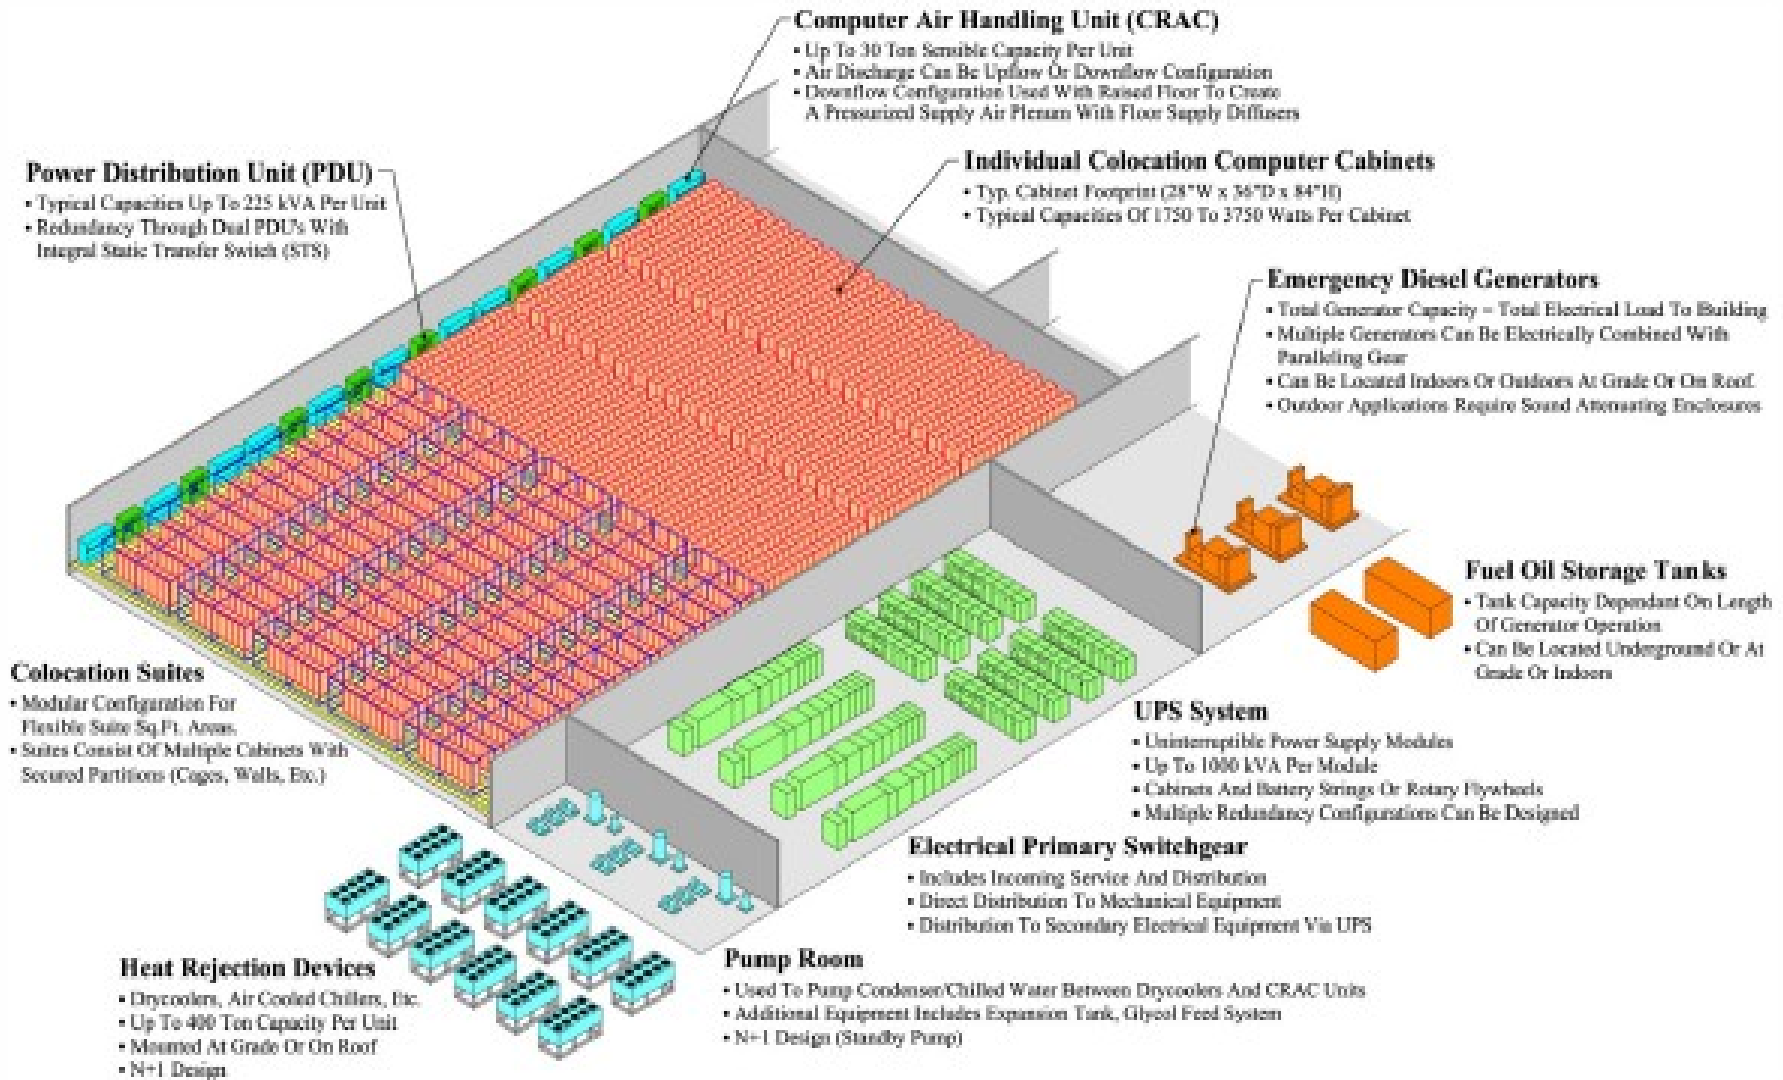 Computer Air Handling Unit (CRAC)
• Up To 30 Ton Sensible Capacity Per Unit
• Air Discharge Can Be Upflow Or Downflow Configuration
• Downflow Configuration Used With Raised Floor To Create
A Pressurized Supply Air Plenum With Floor Supply Diffusers
Power Distribution Unit (PDU)
• Typical Capacities Up To 225 kVA Per Unit
• Redundancy Through Dual PDU's With
Integral Static Transfer Switch (STS)
Individual Colocation Computer Cabinets
• Typ. Cabinet Footprint (28"W x 36"D x 84"H)
• Typical Capacities Of 1750 To 3750 Watts Per Cabinet
Emergency Diesel Generators
• Total Generator Capacity = Total Electrical Load To Building
• Multiple Generators Can Be Electrically Combined With
Paralleling Gear
• Can Be Located Indoors Or Outdoors At Grade Or On Roof.
• Outdoor Applications Require Sound Attenuating Enclosures
Fuel Oil Storage Tanks
• Tank Capacity Dependant On Length
Of Generator Operation
• Can Be Located Underground Or At
Grade Or Indoors
Colocation Suites
• Modular Configuration For
Flexible Suite Sq.Ft. Areas.
• Suites Consist Of Multiple Cabinets With
Secured Partitions (Cages, Walls, Etc.)
UPS System
• Uninterruptible Power Supply Modules
• Up To 1000 kVA Per Module
• Cabinets And Battery Strings Or Rotary Flywheels
• Multiple Redundancy Configurations Can Be Designed
Electrical Primary Switchgear
• Includes Incoming Service And Distribution
• Direct Distribution To Mechanical Equipment
• Distribution To Secondary Electrical Equipment Via UPS
Pump Room
• Used To Pump Condenser/Chilled Water Between Drycoolers And CRAC Units
• Additional Equipment Includes Expansion Tank, Glycol Feed System
• N+1 Design (Standby Pump)
Heat Rejection Devices
• Drycoolers, Air Cooled Chillers, Etc.
• Up To 400 Ton Capacity Per Unit
• Mounted At Grade Or On Roof
• N+1 Design